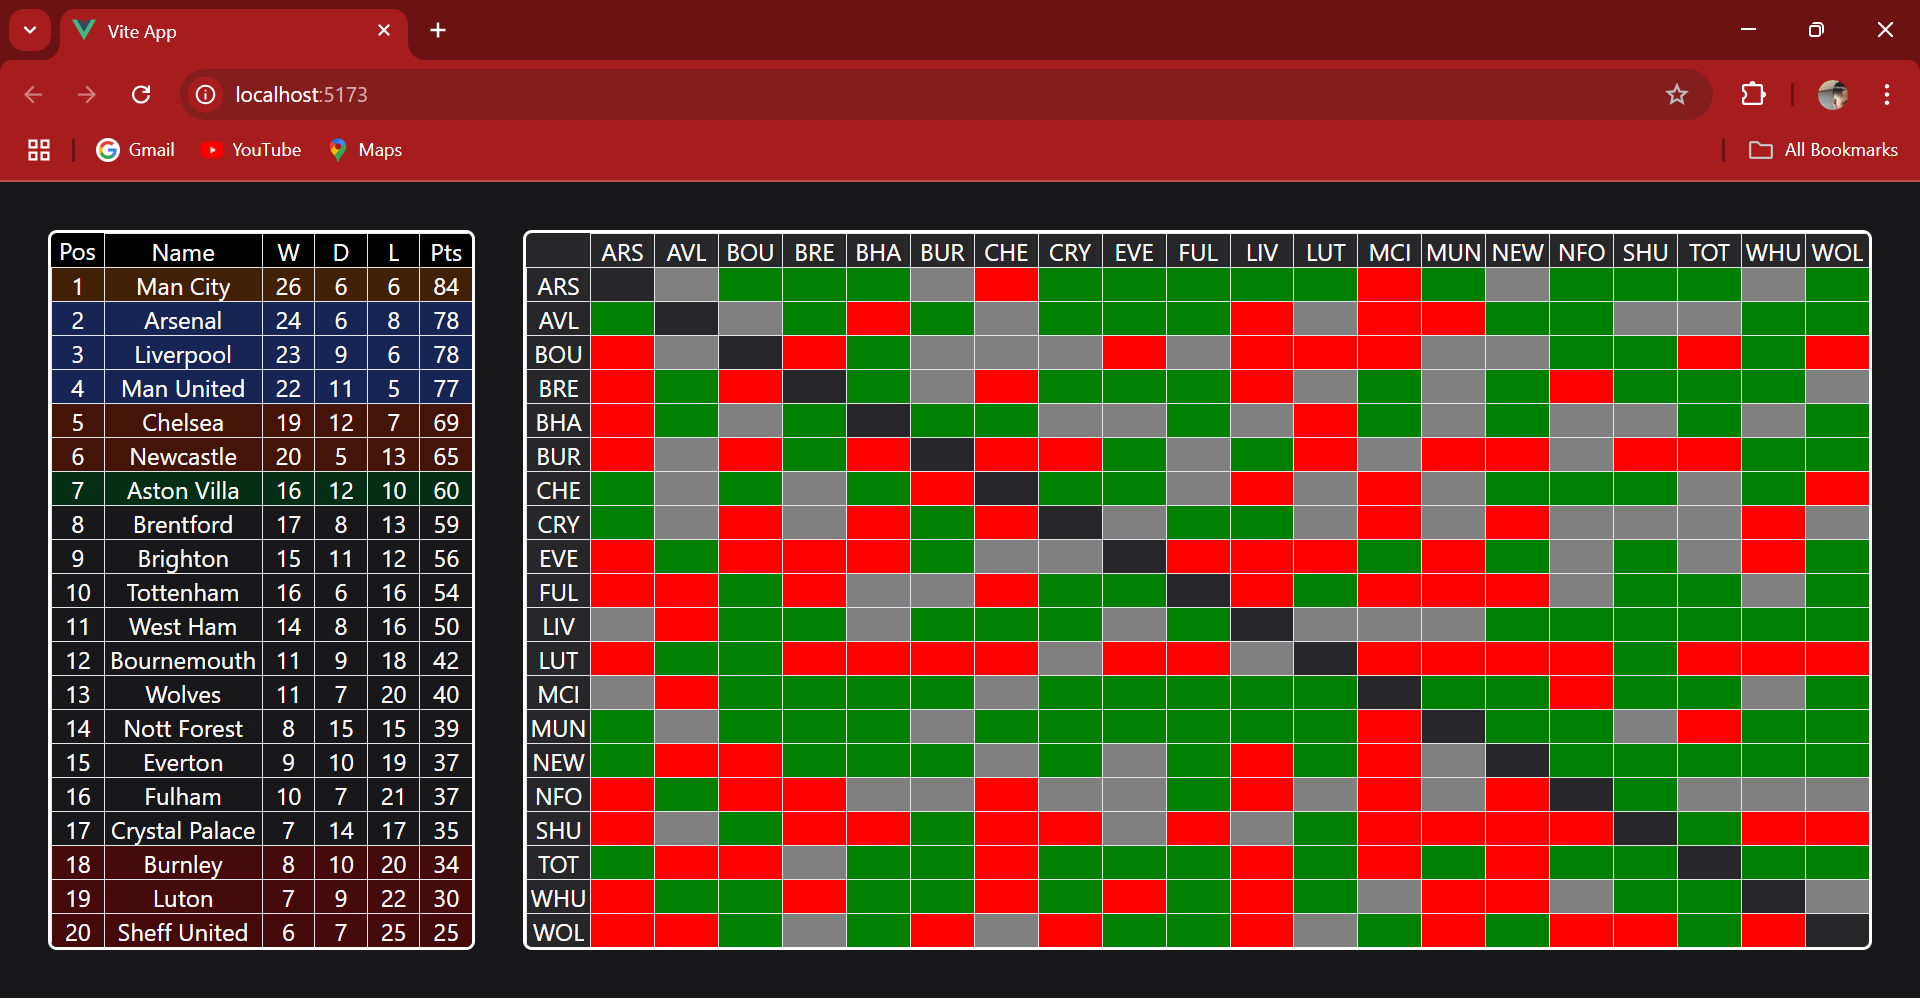 Vite App
localhost:5173
Gmail YouTube Maps All Bookmarks
Pos Name W D L Pts
1 Man City 26 6 6 84
2 Arsenal 24 6 8 78
3 Liverpool 23 9 6 78
4 Man United 22 11 5 77
5 Chelsea 19 12 7 69
6 Newcastle 20 5 13 65
7 Aston Villa 16 12 10 60
8 Brentford 17 8 13 59
9 Brighton 15 11 12 56
10 Tottenham 16 6 16 54
11 West Ham 14 8 16 50
12 Bournemouth 11 9 18 42
13 Wolves 11 7 20 40
14 Nott Forest 8 15 15 39
15 Everton 9 10 19 37
16 Fulham 10 7 21 37
17 Crystal Palace 7 14 17 35
18 Burnley 8 10 20 34
19 Luton 7 9 22 30
20 Sheff United 6 7 25 25
ARS AVL BOU BRE BHA BUR CHE CRY EVE FUL LIV LUT MCI MUN NEW NFO SHU TOT WHU WOL
ARS
AVL
BOU
BRE
BHA
BUR
CHE
CRY
EVE
FUL
LIV
LUT
MCI
MUN
NEW
NFO
SHU
TOT
WHU
WOL